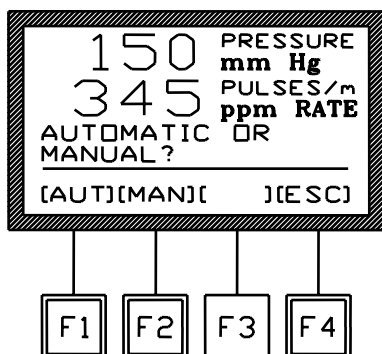 150 PRESSURE
mm Hg
345 PULSES/m
ppm RATE
AUTOMATIC OR
MANUAL?
[AUT][MAN][ ][ESC]
F1 F2 F3 F4